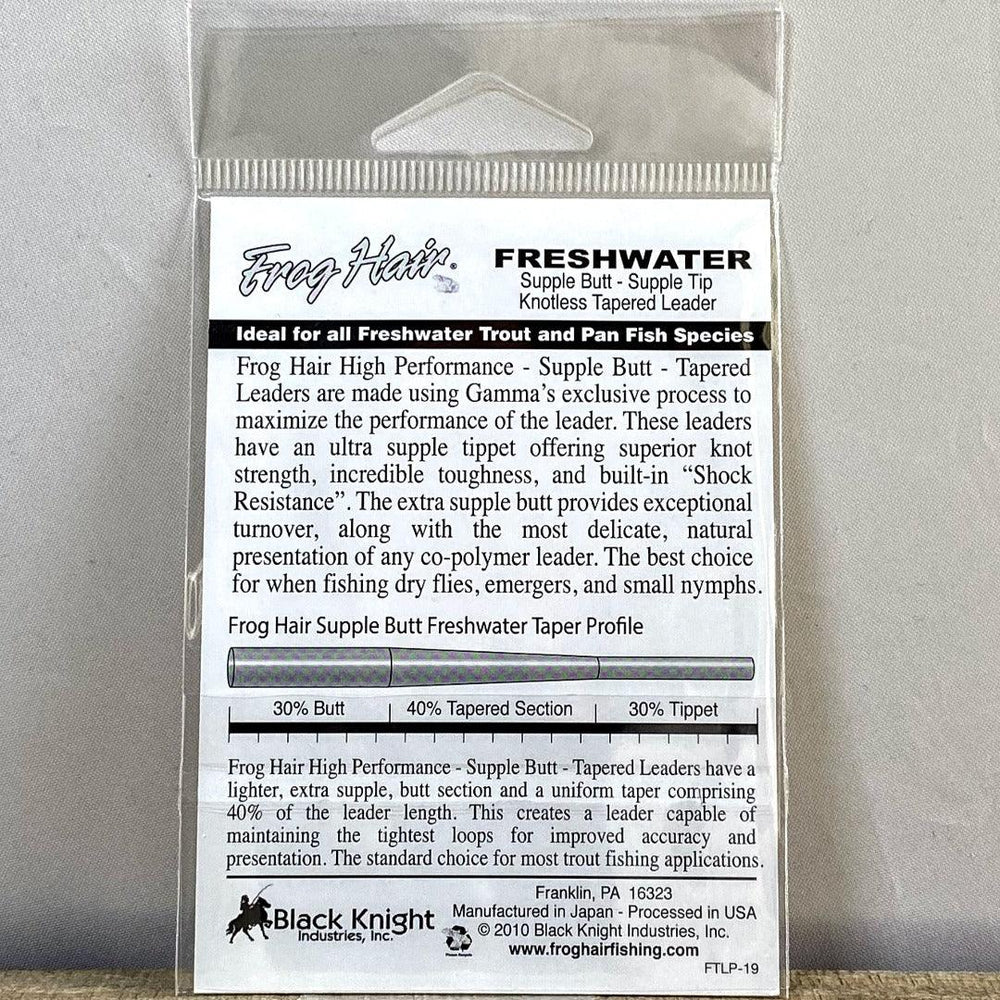 Frog Hair®
FRESHWATER
Supple Butt - Supple Tip
Knotless Tapered Leader
Ideal for all Freshwater Trout and Pan Fish Species
Frog Hair High Performance - Supple Butt - Tapered
Leaders are made using Gamma's exclusive process to
maximize the performance of the leader. These leaders
have an ultra supple tippet offering superior knot
strength, incredible toughness, and built-in “Shock
Resistance”. The extra supple butt provides exceptional
turnover, along with the most delicate, natural
presentation of any co-polymer leader. The best choice
for when fishing dry flies, emergers, and small nymphs.
Frog Hair Supple Butt Freshwater Taper Profile
30% Butt 40% Tapered Section 30% Tippet
Frog Hair High Performance - Supple Butt - Tapered Leaders have a
lighter, extra supple, butt section and a uniform taper comprising
40% of the leader length. This creates a leader capable of
maintaining the tightest loops for improved accuracy and
presentation. The standard choice for most trout fishing applications.
Black Knight
Industries, Inc.
Please Recycle
Franklin, PA 16323
Manufactured in Japan - Processed in USA
© 2010 Black Knight Industries, Inc.
www.froghairfishing.com
FTLP-19